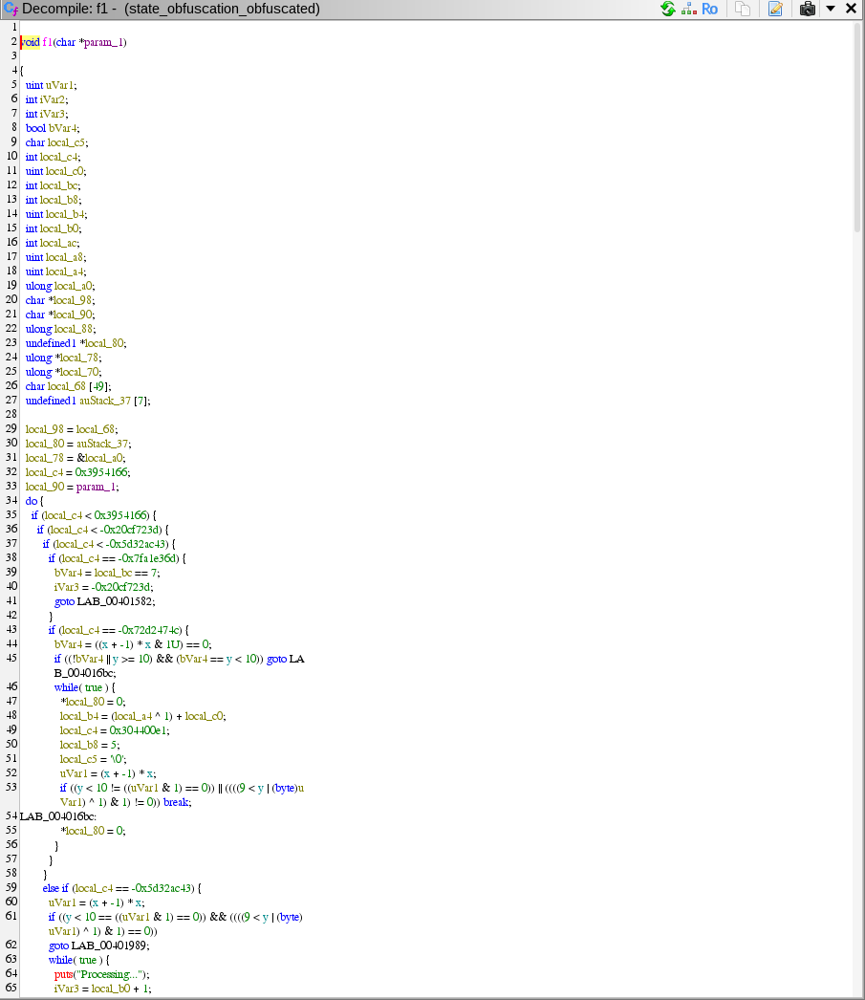 Decompile: f1 - (state_obfuscation_obfuscated)
Ro
1
2 void f1(char *param_1)
3
4 {
5 uint uVar1;
6 int iVar2;
7 int iVar3;
8 bool bVar4;
9 char local_c5;
10 int local_c4;
11 uint local_c0;
12 int local_bc;
13 int local_b8;
14 uint local_b4;
15 int local_b0;
16 int local_ac;
17 uint local_a8;
18 uint local_a4;
19 ulong local_a0;
20 char *local_98;
21 char *local_90;
22 ulong local_88;
23 undefined1 *local_80;
24 ulong *local_78;
25 ulong *local_70;
26 char local_68 [49];
27 undefined1 auStack_37 [7];
28
29 local_98 = local_68;
30 local_80 = auStack_37;
31 local_78 = &local_a0;
32 local_c4 = 0x3954166;
33 local_90 = param_1;
34 do {
35 if (local_c4 < 0x3954166) {
36 if (local_c4 < -0x20cf723d) {
37 if (local_c4 < -0x5d32ac43) {
38 if (local_c4 == -0x7fa1e36d) {
39 bVar4 = local_bc == 7;
40 iVar3 = -0x20cf723d;
41 goto LAB_00401582;
42 }
43 if (local_c4 == -0x72d2474c) {
44 bVar4 = ((x + -1) * x & 1U) == 0;
45 if ((!bVar4 || y >= 10) && (bVar4 == y < 10)) goto LA
B_004016bc;
46 while( true ) {
47 *local_80 = 0;
48 local_b4 = (local_a4 ^ 1) + local_c0;
49 local_c4 = 0x304400e1;
50 local_b8 = 5;
51 local_c5 = '\0';
52 uVar1 = (x + -1) * x;
53 if ((y < 10 != ((uVar1 & 1) == 0)) || ((((9 < y | (byte)u
Var1) ^ 1) & 1) != 0)) break;
54 LAB_004016bc:
55 *local_80 = 0;
56 }
57 }
58 }
59 else if (local_c4 == -0x5d32ac43) {
60 uVar1 = (x + -1) * x;
61 if ((y < 10 == ((uVar1 & 1) == 0)) && ((((9 < y | (byte)
uVar1) ^ 1) & 1) == 0))
62 goto LAB_00401989;
63 while( true ) {
64 puts("Processing...");
65 iVar3 = local_b0 + 1;